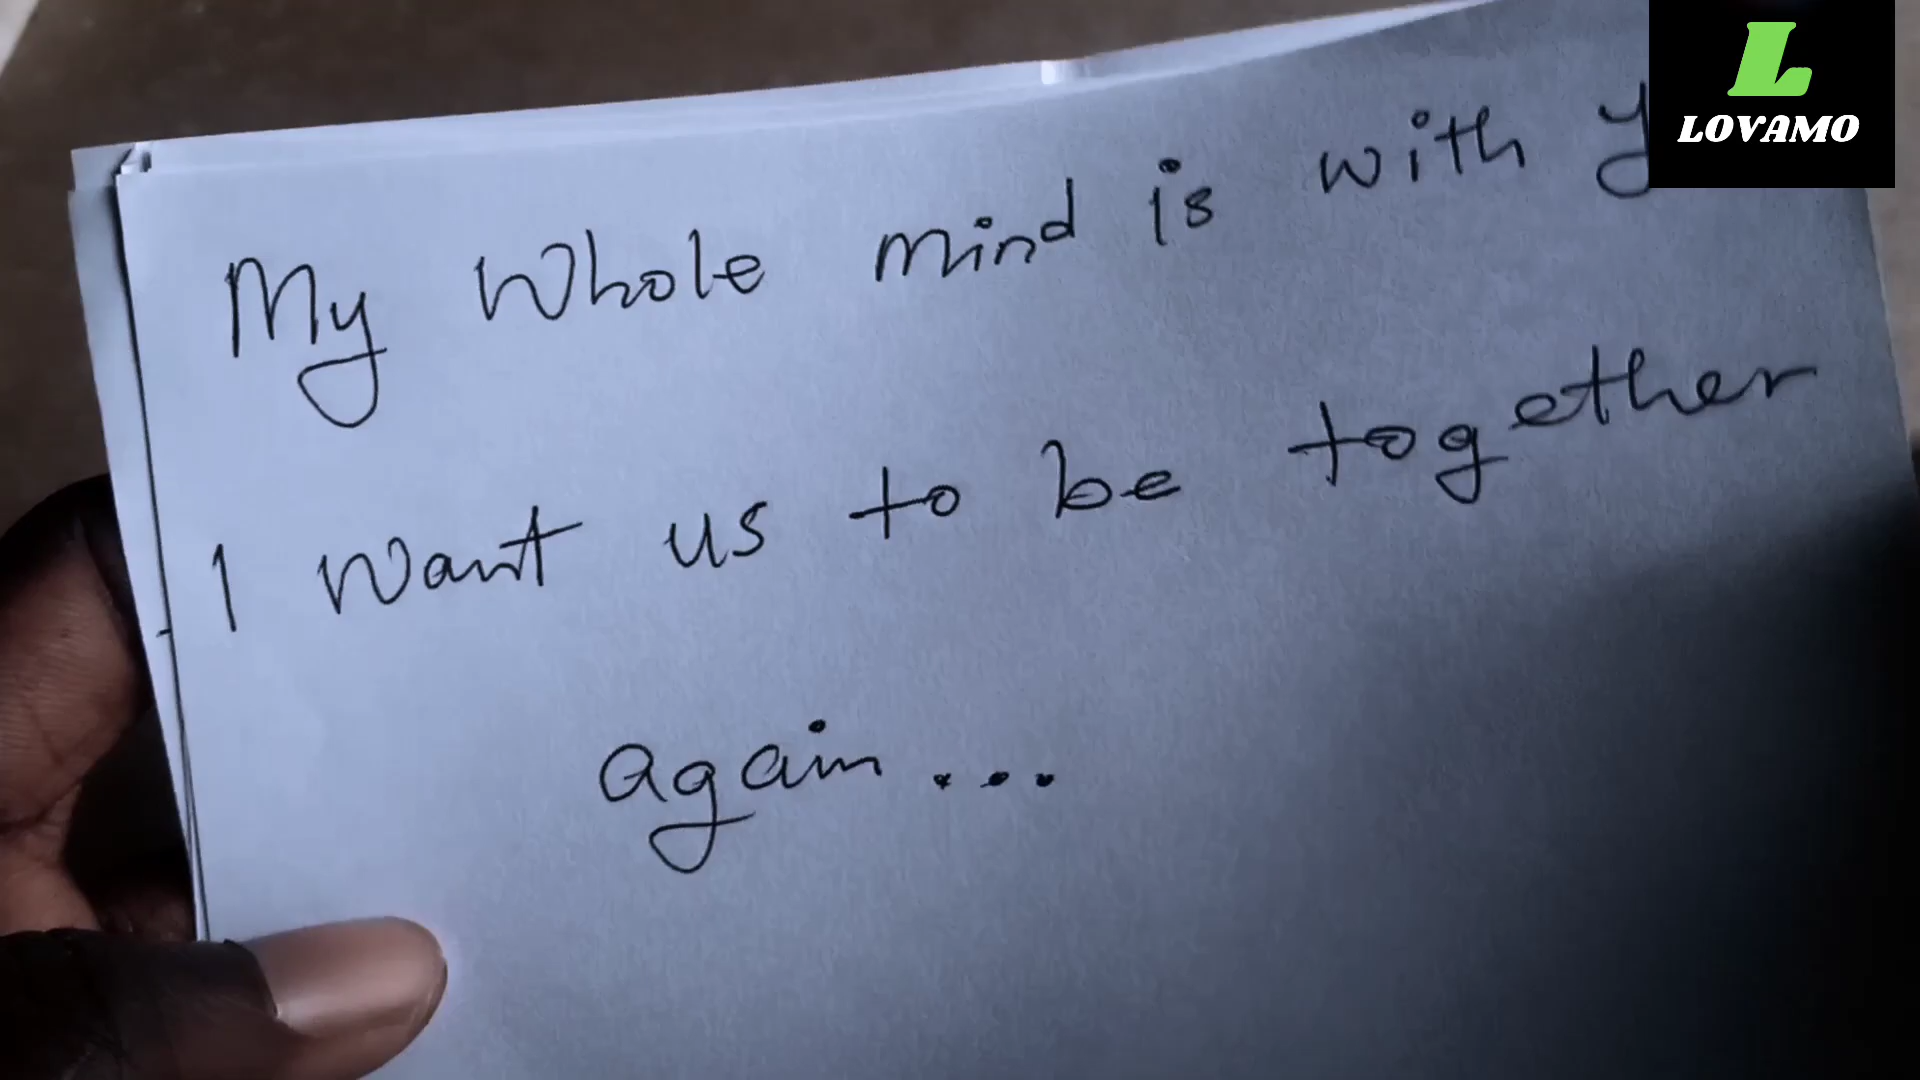 L
LOVAMO
My Whole mind is with
I want us to be together
again...